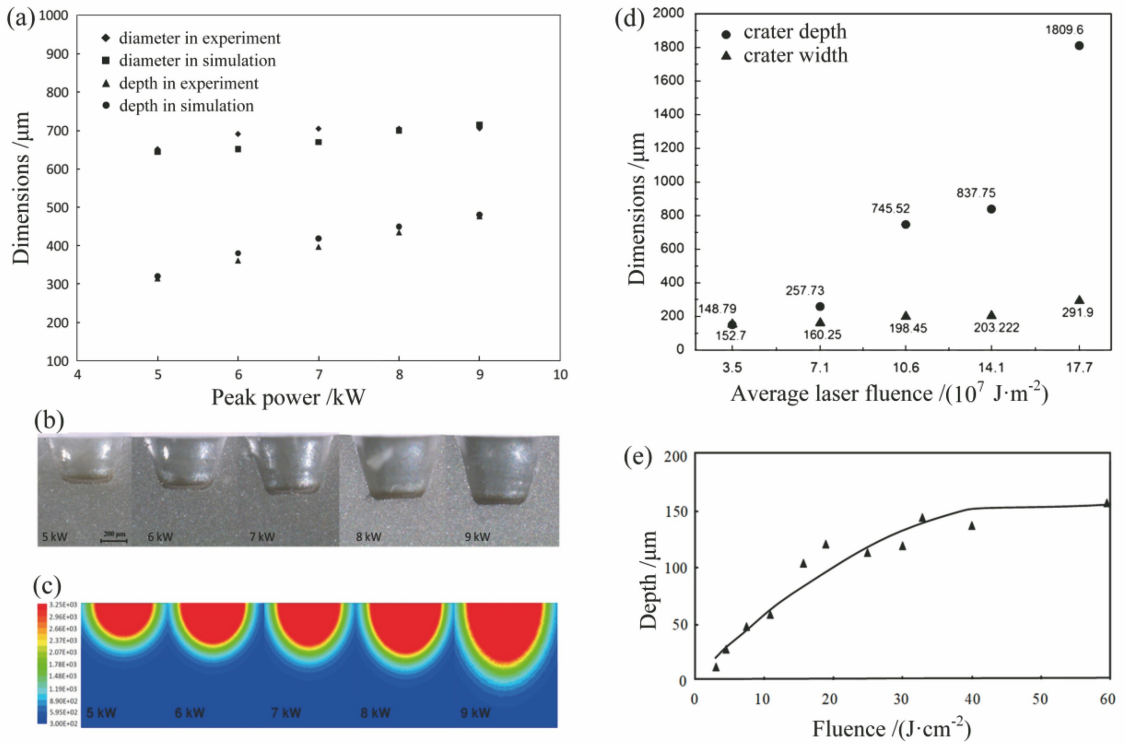 (a)
1000
900
800
700
600
500
400
300
200
100
4
5
6
7
8
9
10
Dimensions /μm
Peak power /kW
diameter in experiment
diameter in simulation
depth in experiment
depth in simulation
(b)
5 kW
200 μm
6 kW
7 kW
8 kW
9 kW
(c)
3.25E+03
2.96E+03
2.66E+03
2.37E+03
2.07E+03
1.78E+03
1.48E+03
1.19E+03
8.90E+02
5.95E+02
3.00E+02
5 kW
6 kW
7 kW
8 kW
9 kW
(d)
2000
1800
1600
1400
1200
1000
800
600
400
200
0
Dimensions /μm
crater depth
crater width
1809.6
745.52
837.75
257.73
148.79
152.7
160.25
198.45
203.222
291.9
3.5
7.1
10.6
14.1
17.7
Average laser fluence /(10⁷ J·m⁻²)
(e)
200
150
100
50
0
Depth /μm
0
10
20
30
40
50
60
Fluence /(J·cm⁻²)